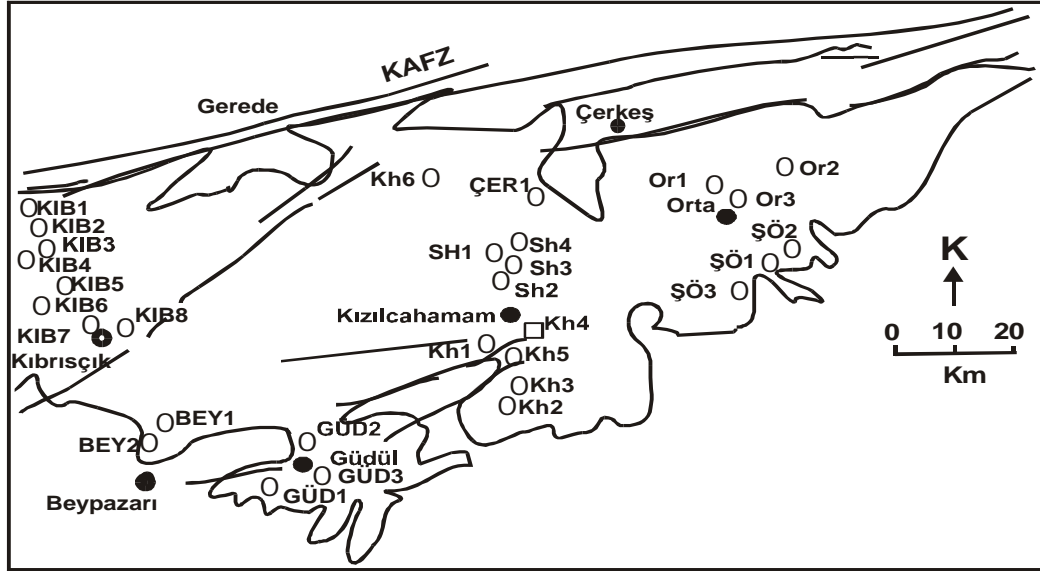 KAFZ
Gerede
Çerkeş
Kh6
ÇER1
Or1
Or2
Or3
Orta
KIB1
KIB2
KIB3
KIB4
KIB5
KIB6
KIB7
KIB8
Kıbrısçık
SH1
Sh4
Sh3
Sh2
ŞÖ2
ŞÖ1
ŞÖ3
K
0 10 20
Km
Kızılcahamam
Kh4
Kh1
Kh5
Kh3
Kh2
BEY1
BEY2
Beypazarı
GÜD2
Güdül
GÜD3
GÜD1